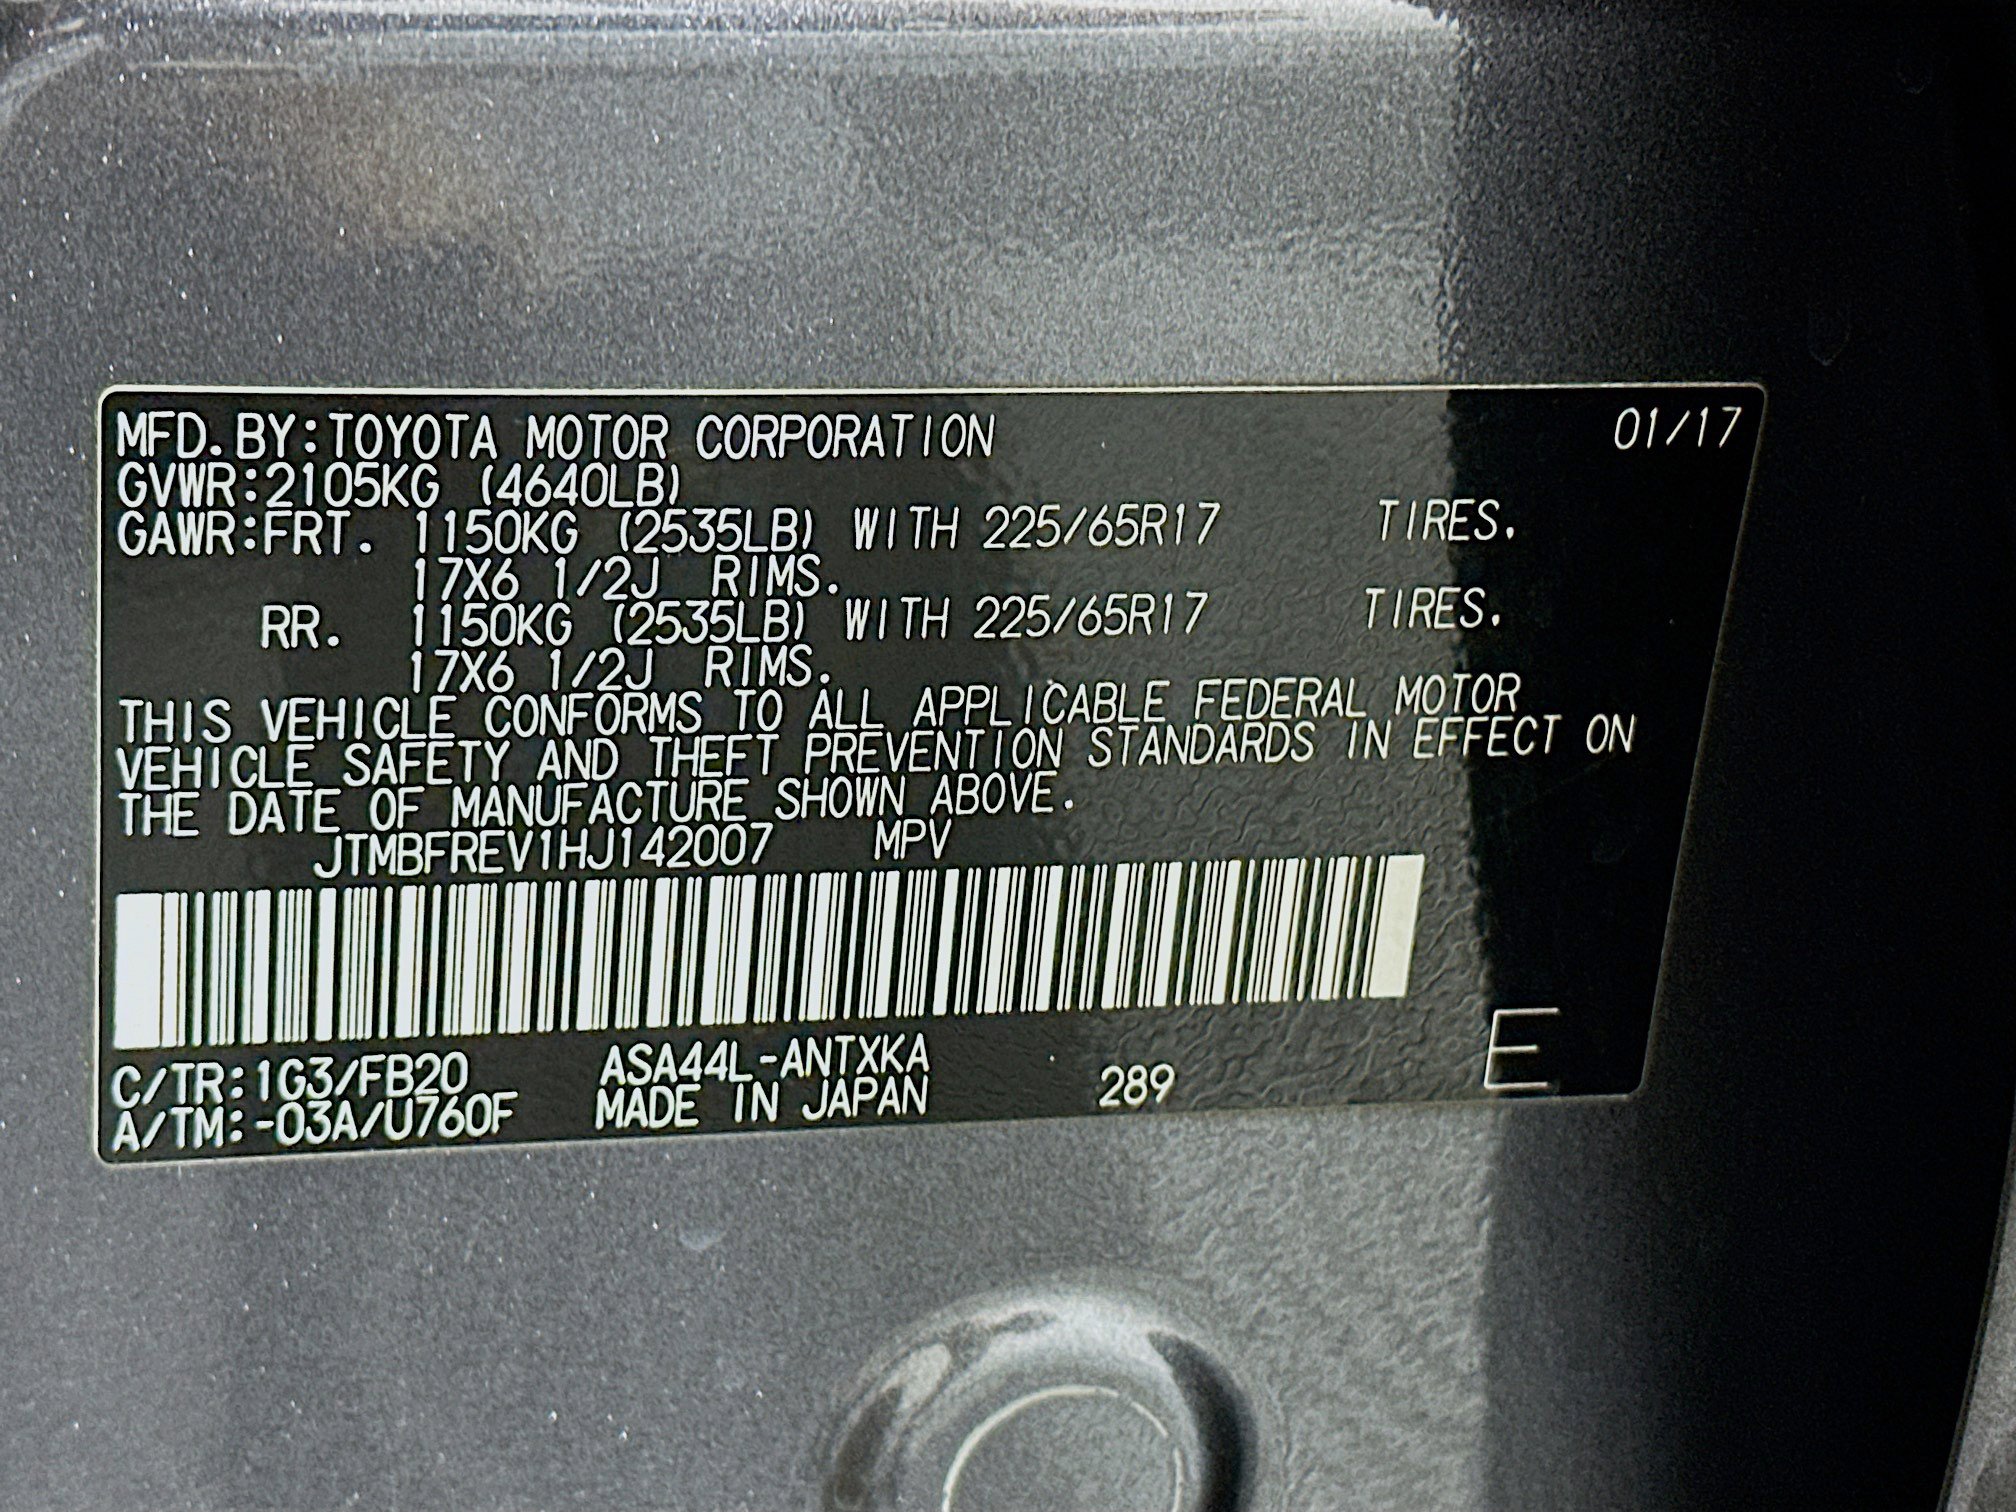 MFD.BY:TOYOTA MOTOR CORPORATION 01/17
GVWR:2105KG (4640LB)
GAWR:FRT. 1150KG (2535LB) WITH 225/65R17 TIRES.
17X6 1/2J RIMS.
RR. 1150KG (2535LB) WITH 225/65R17 TIRES.
17X6 1/2J RIMS.
THIS VEHICLE CONFORMS TO ALL APPLICABLE FEDERAL MOTOR
VEHICLE SAFETY AND THEFT PREVENTION STANDARDS IN EFFECT ON
THE DATE OF MANUFACTURE SHOWN ABOVE.
JTMBFREV1HJ142007 MPV
C/TR:1G3/FB20 ASA44L-ANTXKA
A/TM:-03A/U760F MADE IN JAPAN 289 E